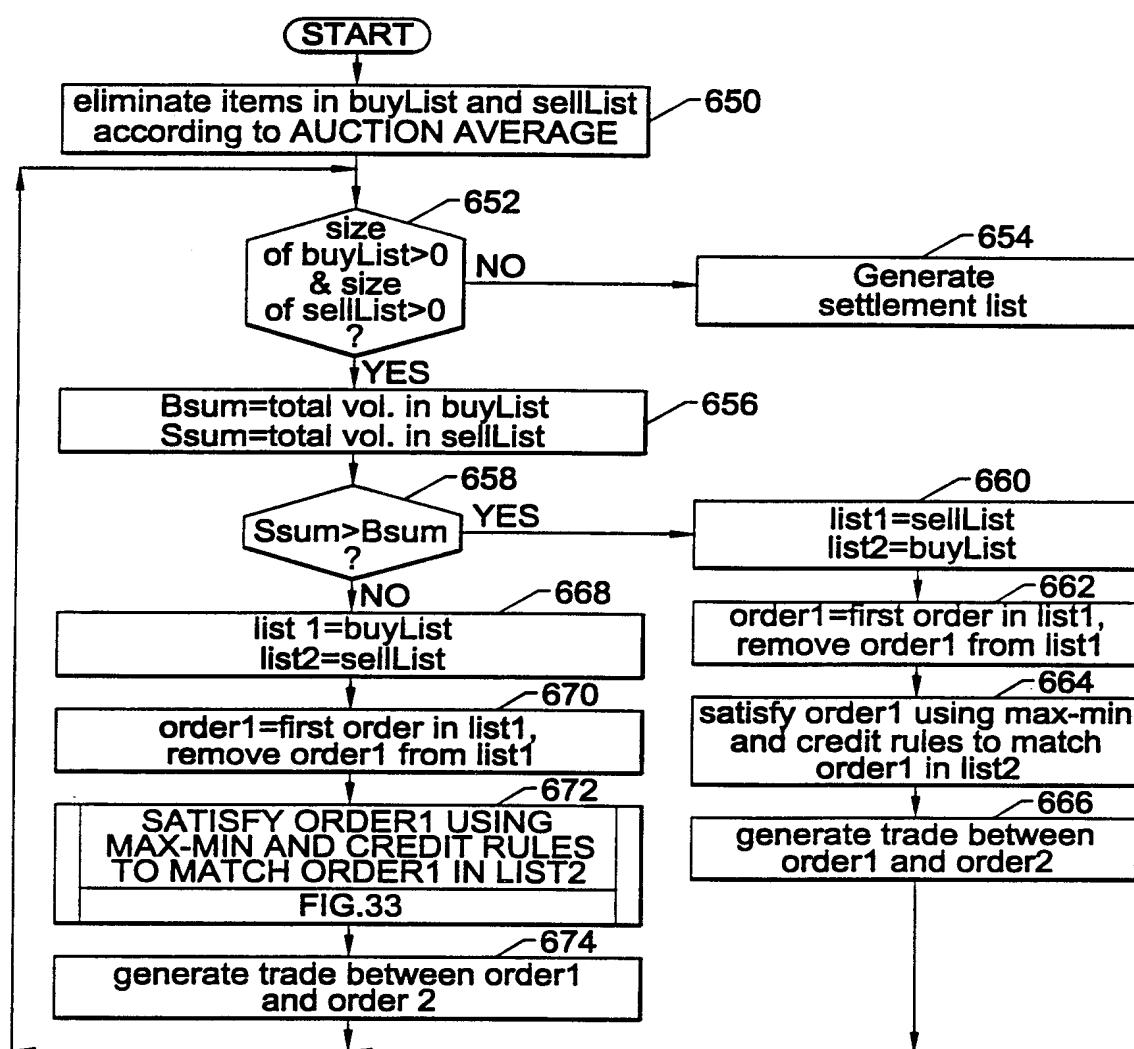 START
eliminate items in buyList and sellList
according to AUCTION AVERAGE
650
652
size
of buyList>0
& size
of sellList>0
?
NO
654
Generate
settlement list
YES
Bsum=total vol. in buyList
Ssum=total vol. in sellList
656
658
Ssum>Bsum
?
YES
660
list1=sellList
list2=buyList
662
order1=first order in list1,
remove order1 from list1
664
satisfy order1 using max-min
and credit rules to match
order1 in list2
666
generate trade between
order1 and order2
NO
668
list 1=buyList
list2=sellList
670
order1=first order in list1,
remove order1 from list1
672
SATISFY ORDER1 USING
MAX-MIN AND CREDIT RULES
TO MATCH ORDER1 IN LIST2
FIG.33
674
generate trade between order1
and order 2